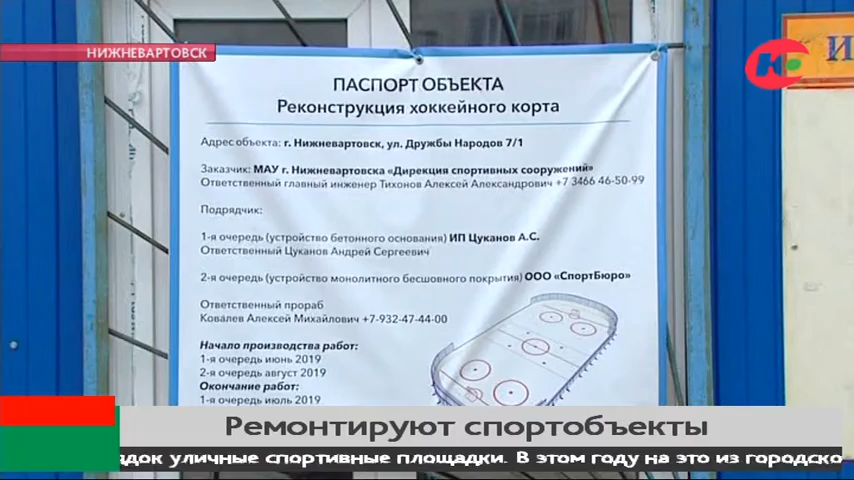 НИЖНЕВАРТОВСК
ПАСПОРТ ОБЪЕКТА
Реконструкция хоккейного корта
Адрес объекта: г. Нижневартовск, ул. Дружбы Народов 7/1
Заказчик: МАУ г. Нижневартовска «Дирекция спортивных сооружений»
Ответственный главный инженер Тихонов Алексей Александрович +7 3466 46-50-99
Подрядчик:
1-я очередь (устройство бетонного основания) ИП Цуканов А.С.
Ответственный Цуканов Андрей Сергеевич
2-я очередь (устройство монолитного бесшовного покрытия) ООО «СпортБюро»
Ответственный прораб
Ковалев Алексей Михайлович +7-932-47-44-00
Начало производства работ:
1-я очередь июнь 2019
2-я очередь август 2019
Окончание работ:
1-я очередь июль 2019
Ремонтируют спортобъекты
ядок уличные спортивные площадки. В этом году на это из городско